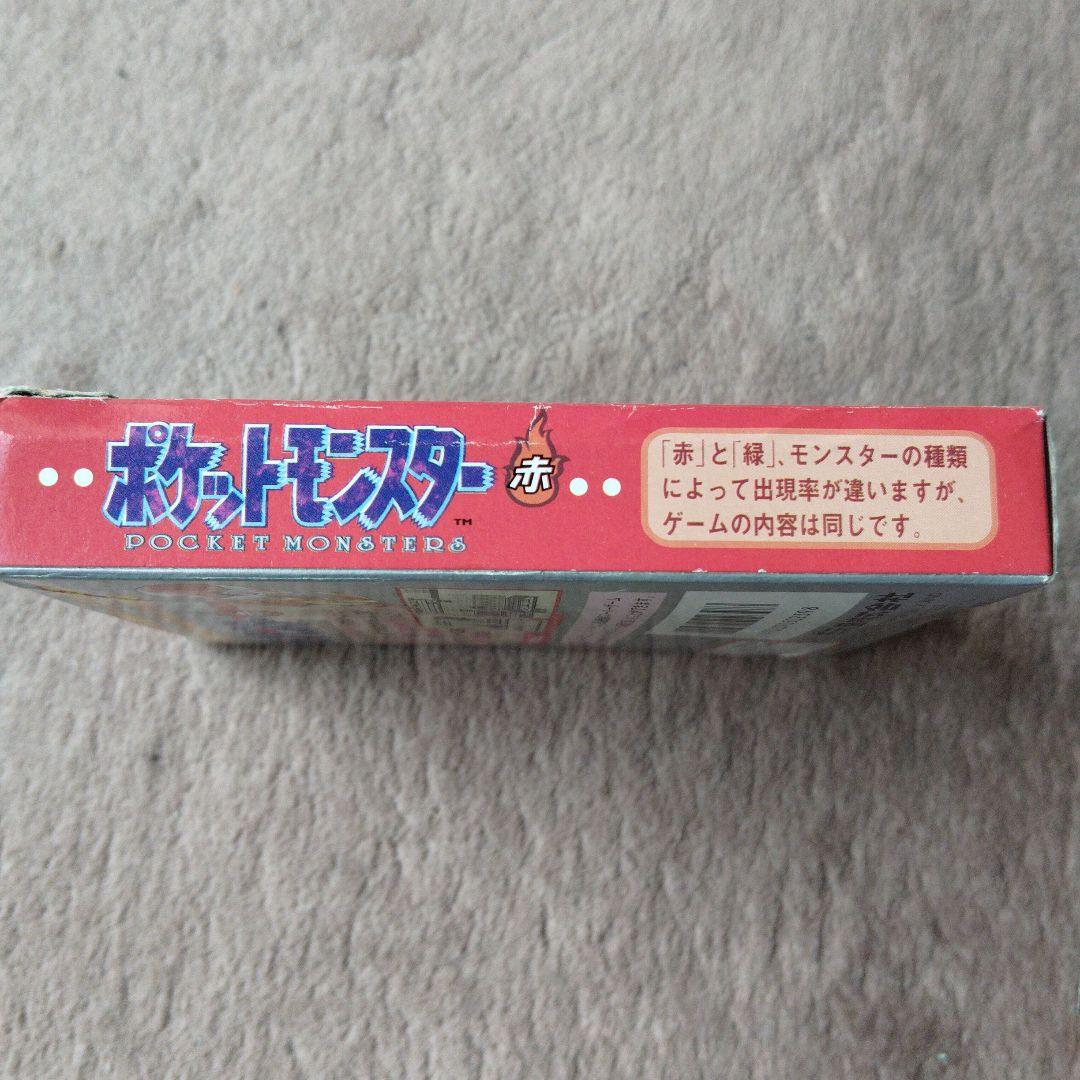 ポケットモンスター 赤
TM
POCKET MONSTERS
「赤」と「緑」、モンスターの種類
によって出現率が違いますが、
ゲームの内容は同じです。